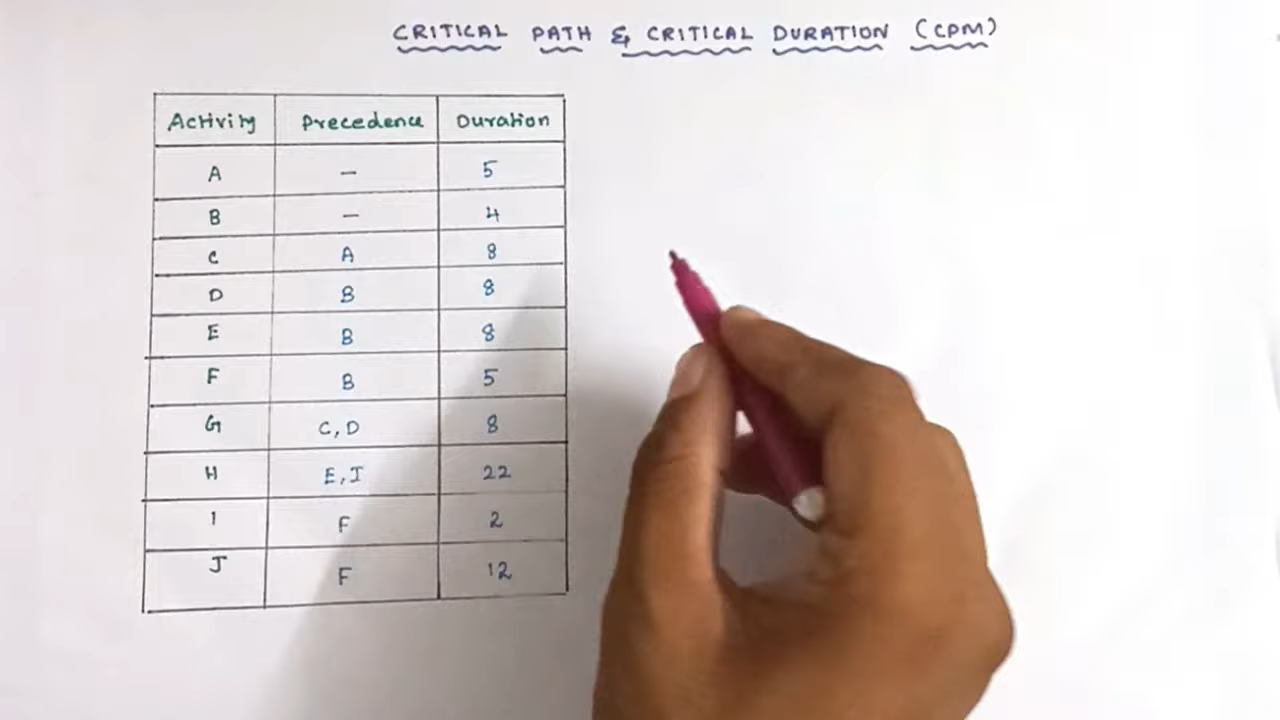 CRITICAL PATH & CRITICAL DURATION (CPM)
Activity Precedence Duration
A - 5
B - 4
C A 8
D B 8
E B 8
F B 5
G C, D 8
H E, I 22
I F 2
J F 12